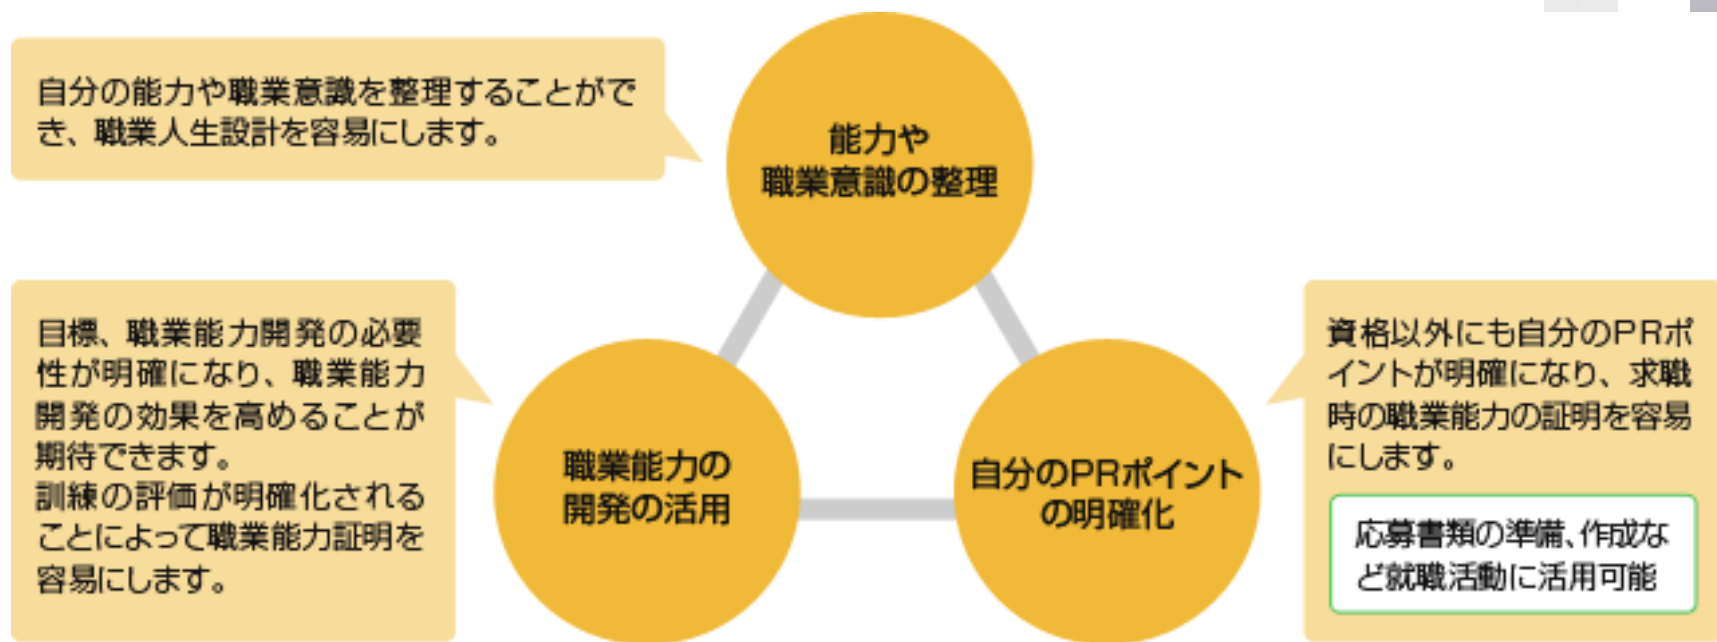 自分の能力や職業意識を整理することがで
き、職業人生設計を容易にします。
能力や
職業意識の整理
目標、職業能力開発の必要
性が明確になり、職業能力
開発の効果を高めることが
期待できます。
訓練の評価が明確化される
ことによって職業能力証明を
容易にします。
職業能力の
開発の活用
自分のPRポイント
の明確化
資格以外にも自分のPRポ
イントが明確になり、求職
時の職業能力の証明を容易
にします。
応募書類の準備、作成な
ど就職活動に活用可能